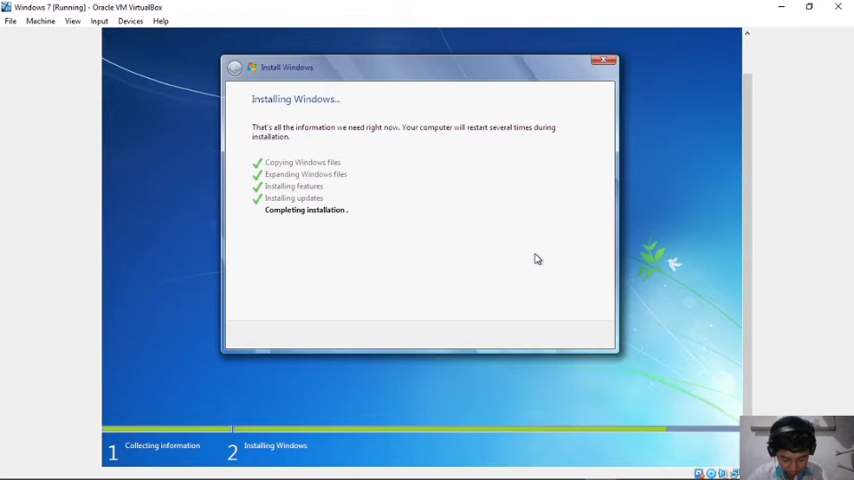 Windows 7 [Running] - Oracle VM VirtualBox
File Machine View Input Devices Help
Install Windows
Installing Windows...
That's all the information we need right now. Your computer will restart several times during
installation.
Copying Windows files
Expanding Windows files
Installing features
Installing updates
Completing installation .
1 Collecting information
2 Installing Windows